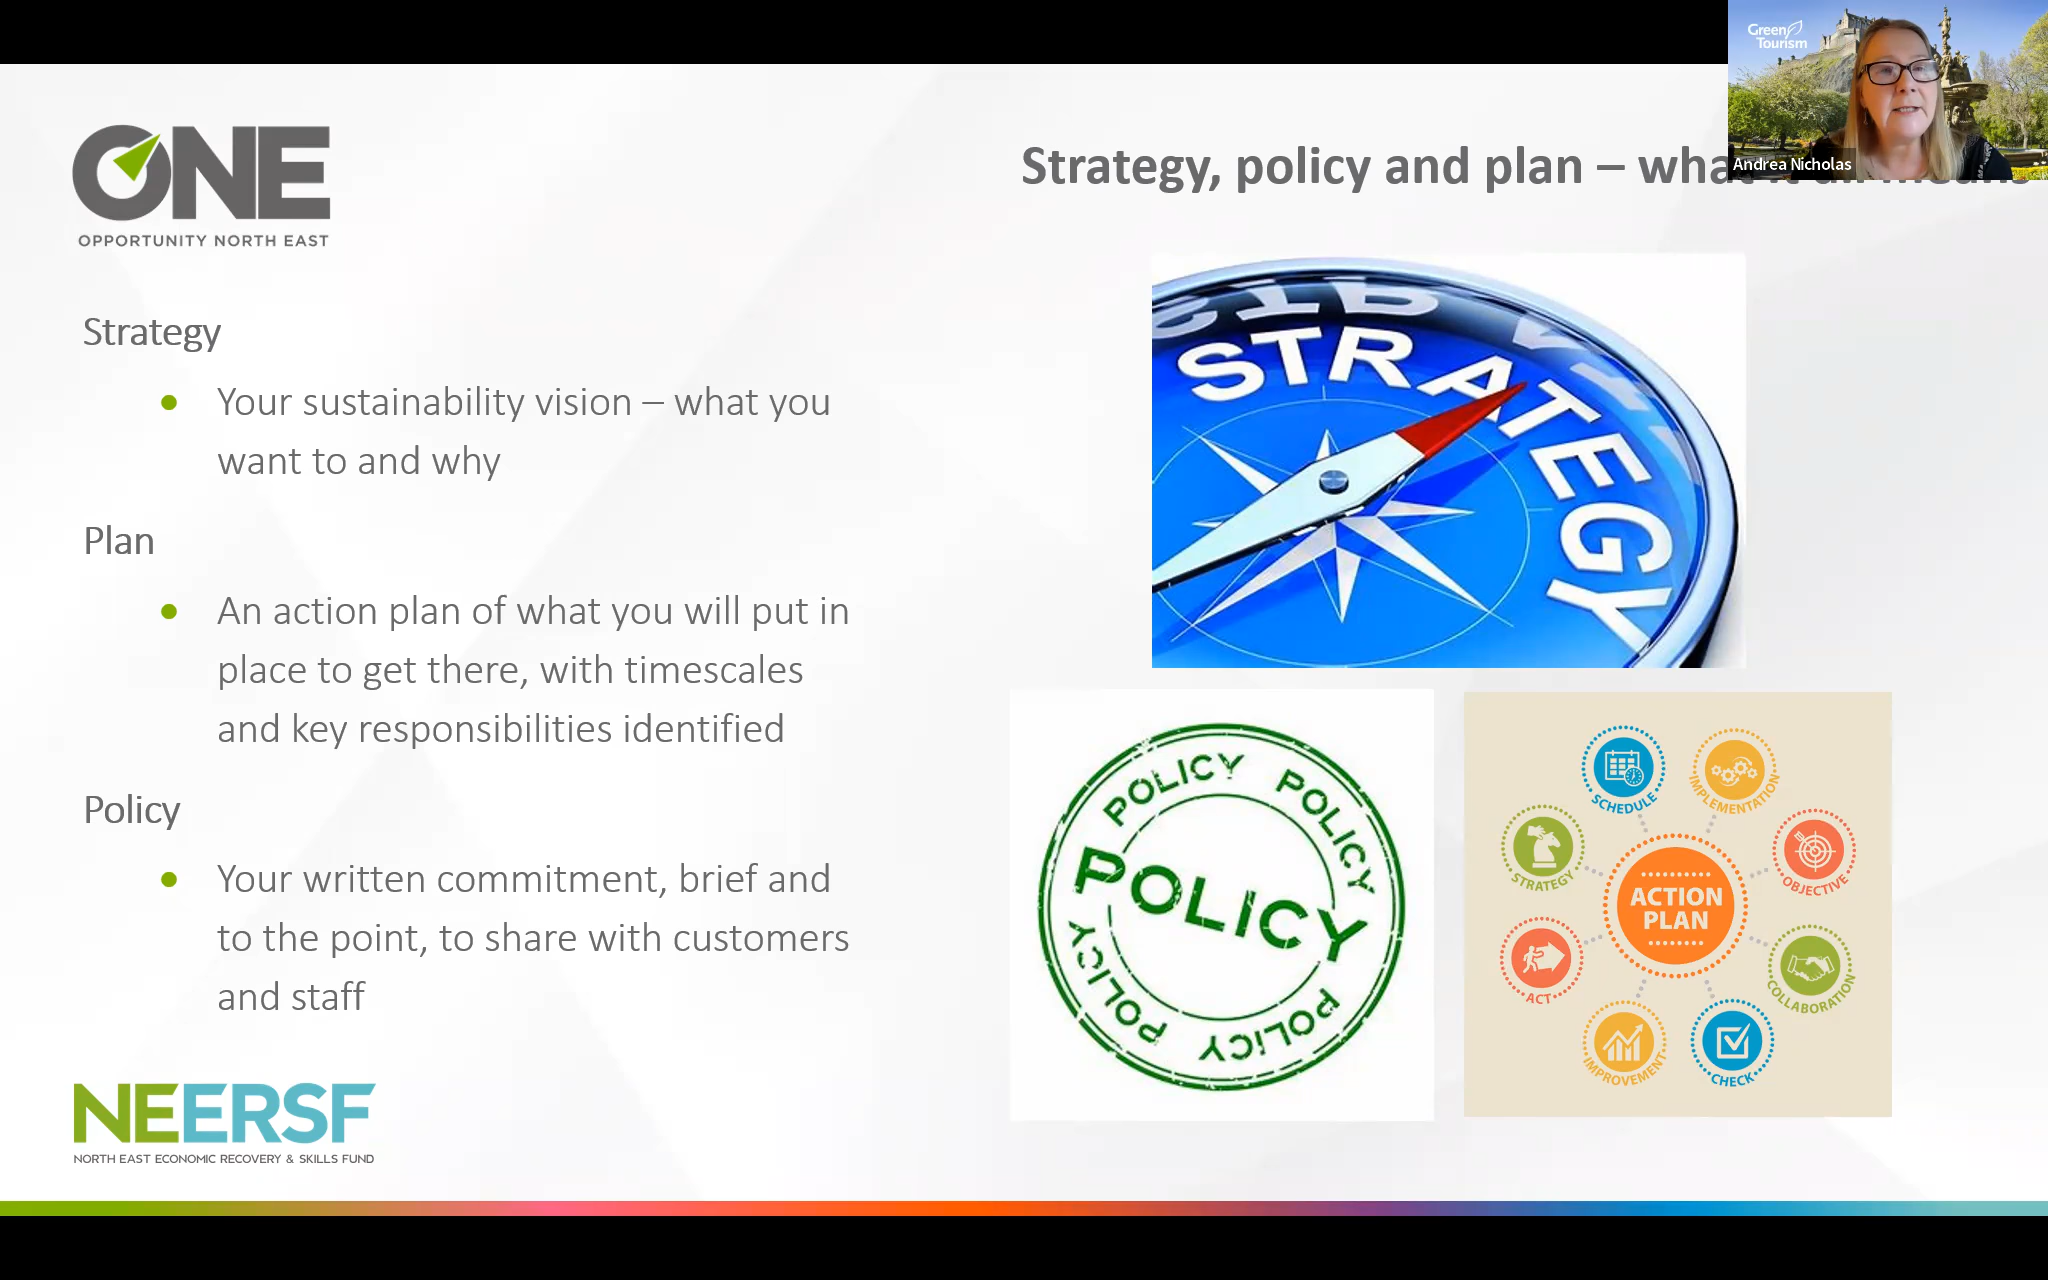 Green
Tourism
Andrea Nicholas
ONE
OPPORTUNITY NORTH EAST
Strategy, policy and plan – what it all means
Strategy
• Your sustainability vision – what you
want to and why
Plan
• An action plan of what you will put in
place to get there, with timescales
and key responsibilities identified
Policy
• Your written commitment, brief and
to the point, to share with customers
and staff
STRATEGY
POLICY POLICY POLICY POLICY POLICY
POLICY
SCHEDULE
IMPLEMENTATION
STRATEGY
OBJECTIVE
ACTION
PLAN
ACT
COLLABORATION
IMPROVEMENT
CHECK
NEERSF
NORTH EAST ECONOMIC RECOVERY & SKILLS FUND